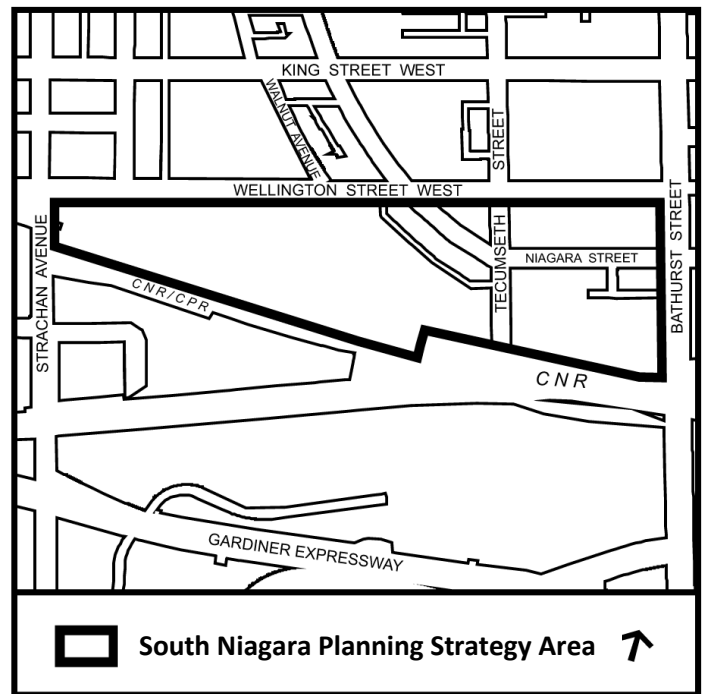 KING STREET WEST
WALNUT AVENUE
STREET
WELLINGTON STREET WEST
STRACHAN AVENUE
TECUMSETH
NIAGARA STREET
BATHURST STREET
CNR/CPR
CNR
GARDINER EXPRESSWAY
South Niagara Planning Strategy Area